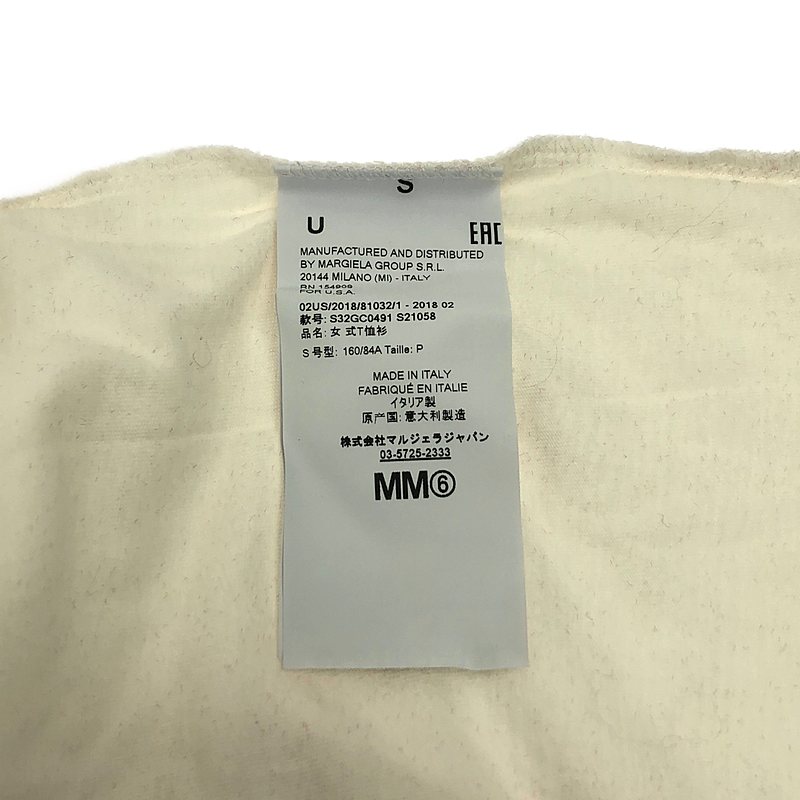 S
U
EAC
MANUFACTURED AND DISTRIBUTED
BY MARGIELA GROUP S.R.L.
20144 MILANO (MI) - ITALY
RN 154909
FOR U.S.A.
02US/2018/81032/1 - 2018 02
款号: S32GC0491 S21058
品名: 女 式T恤衫
S 号型: 160/84A Taille: P
MADE IN ITALY
FABRIQUÉ EN ITALIE
イタリア製
原产国: 意大利製造
株式会社マルジェラジャパン
03-5725-2333
MM⑥